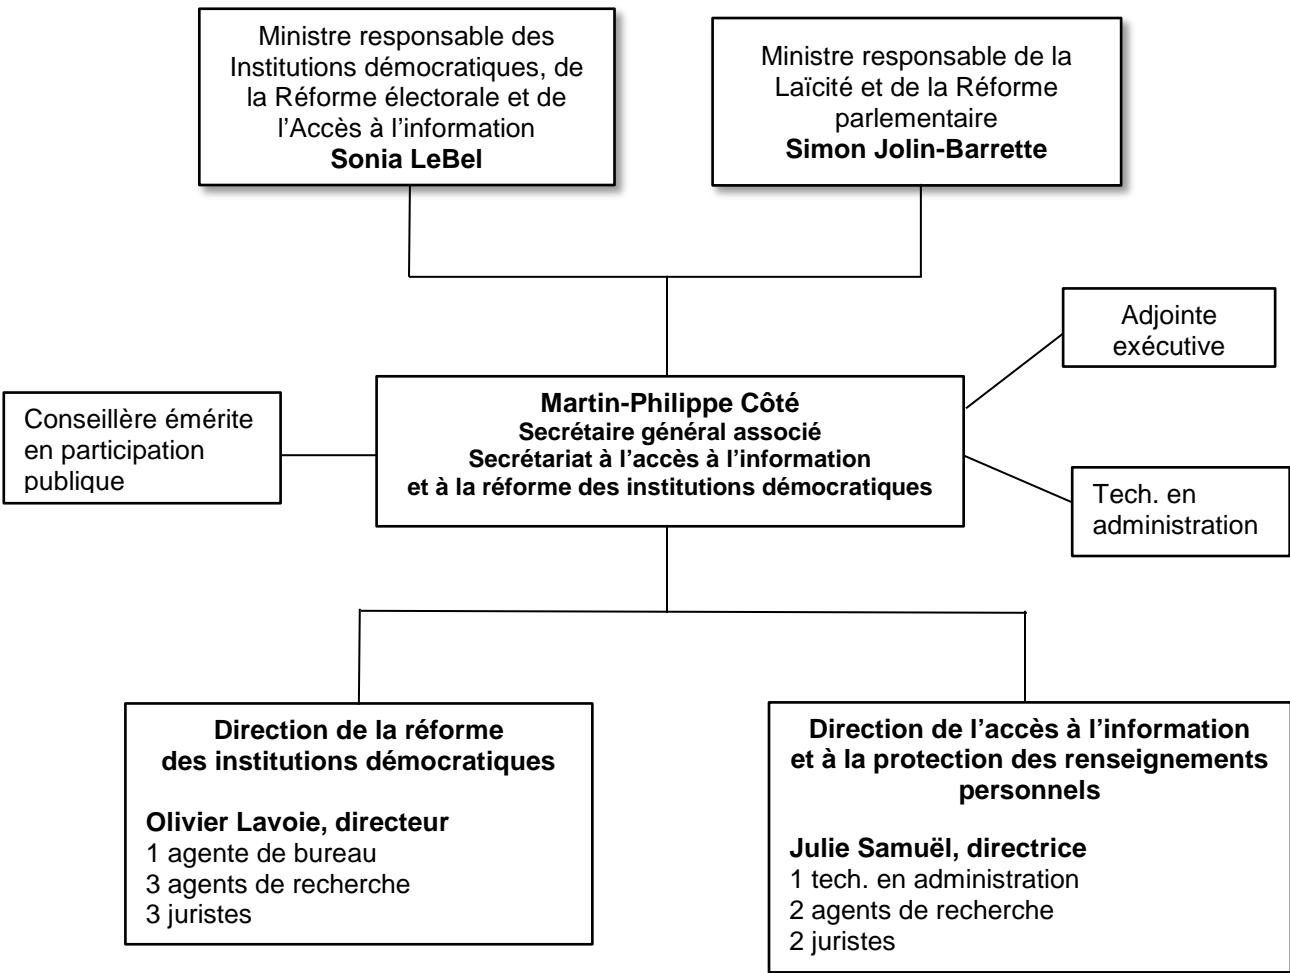 Ministre responsable des
Institutions démocratiques, de
la Réforme électorale et de
l’Accès à l’information
Sonia LeBel
Ministre responsable de la
Laïcité et de la Réforme
parlementaire
Simon Jolin-Barrette
Adjointe
exécutive
Martin-Philippe Côté
Secrétaire général associé
Secrétariat à l’accès à l’information
et à la réforme des institutions démocratiques
Conseillère émérite
en participation
publique
Tech. en
administration
Direction de la réforme
des institutions démocratiques
Olivier Lavoie, directeur
1 agente de bureau
3 agents de recherche
3 juristes
Direction de l’accès à l’information
et à la protection des renseignements
personnels
Julie Samuël, directrice
1 tech. en administration
2 agents de recherche
2 juristes